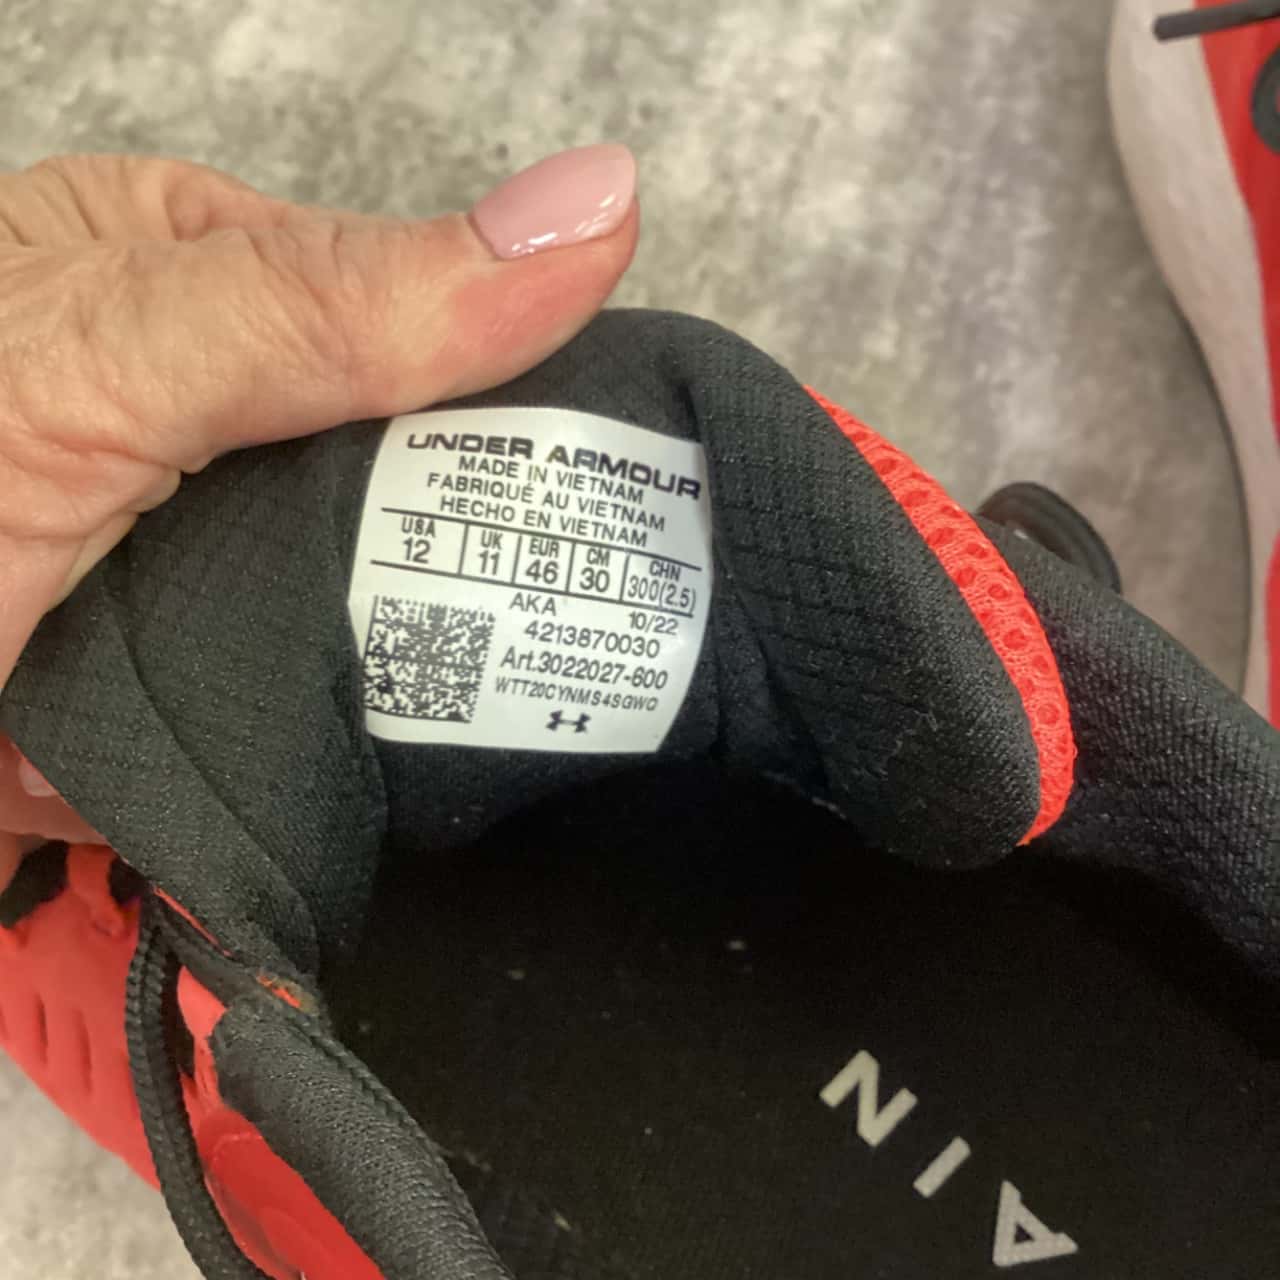 UNDER ARMOUR
MADE IN VIETNAM
FABRIQUÉ AU VIETNAM
HECHO EN VIETNAM
USA UK EUR CM CHN
12 11 46 30 300(2.5)
AKA 10/22
4213870030
Art.3022027-600
WTT20CYNMS4SGWQ
NIA